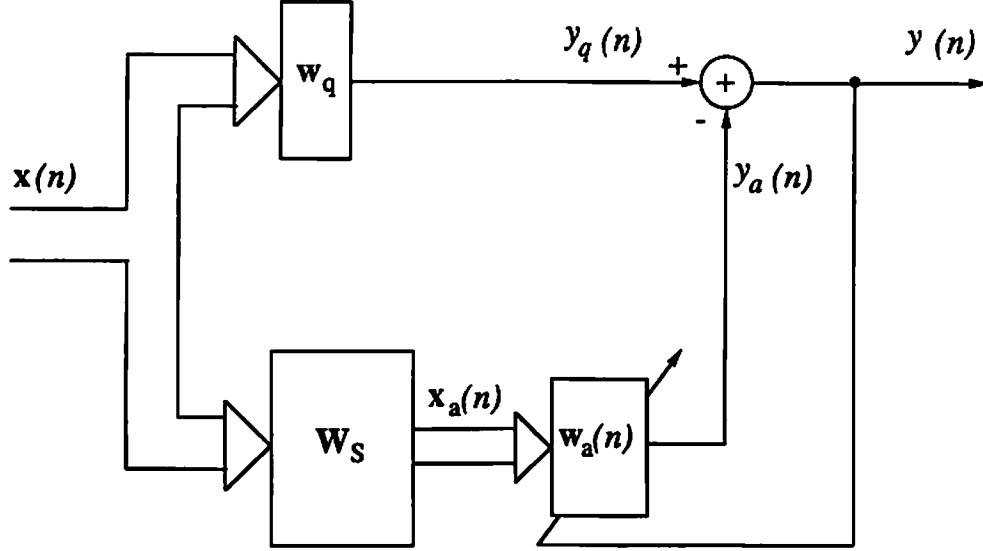 w_q
y_q(n)
y(n)
+
+
-
x(n)
y_a(n)
W_S
x_a(n)
w_a(n)